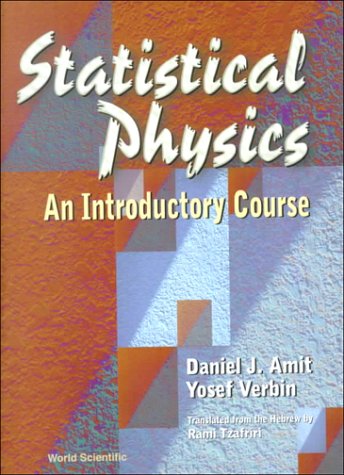 Statistical
Physics
An Introductory Course
Daniel J. Amit
Yosef Verbin
Translated from the Hebrew by
Rami Tzafriri
World Scientific